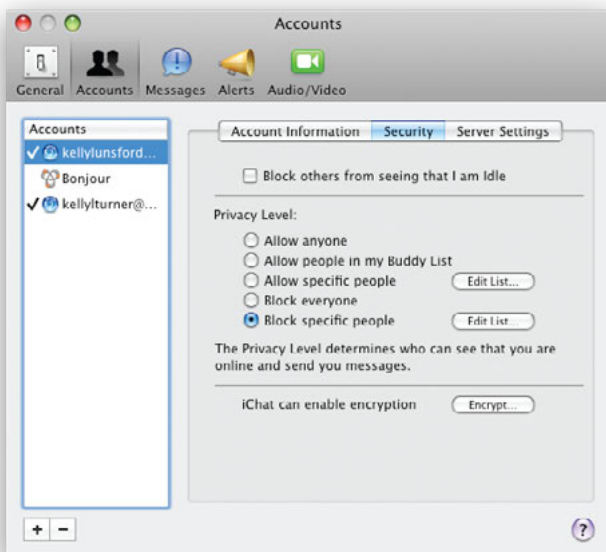 Accounts
General Accounts Messages Alerts Audio/Video
Accounts
kellylunsford...
Bonjour
kellylturner@...
Account Information Security Server Settings
Block others from seeing that I am Idle
Privacy Level:
Allow anyone
Allow people in my Buddy List
Allow specific people Edit List...
Block everyone
Block specific people Edit List...
The Privacy Level determines who can see that you are
online and send you messages.
iChat can enable encryption Encrypt...
+ − ?